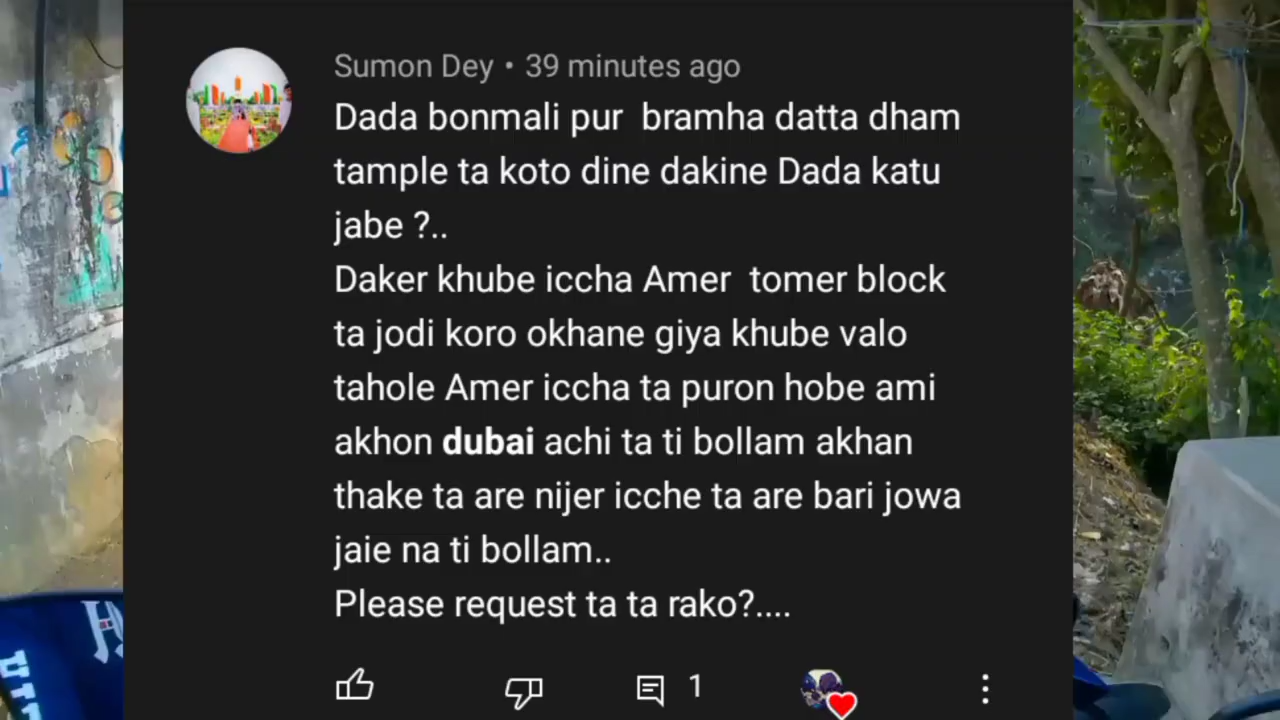 Sumon Dey • 39 minutes ago
Dada bonmali pur bramha datta dham
tample ta koto dine dakine Dada katu
jabe ?..
Daker khube iccha Amer tomer block
ta jodi koro okhane giya khube valo
tahole Amer iccha ta puron hobe ami
akhon dubai achi ta ti bollam akhan
thake ta are nijer icche ta are bari jowa
jaie na ti bollam..
Please request ta ta rako?....
1